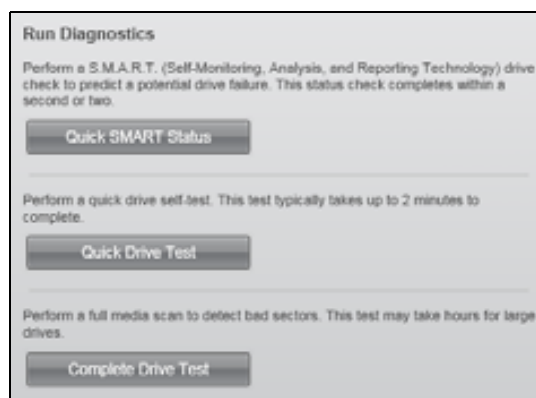 Run Diagnostics
Perform a S.M.A.R.T. (Self-Monitoring, Analysis, and Reporting Technology) drive
check to predict a potential drive failure. This status check completes within a
second or two.
Quick SMART Status
Perform a quick drive self-test. This test typically takes up to 2 minutes to
complete.
Quick Drive Test
Perform a full media scan to detect bad sectors. This test may take hours for large
drives.
Complete Drive Test